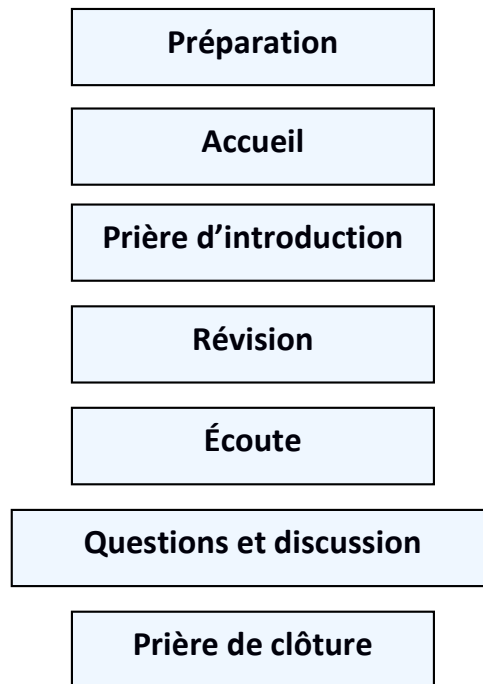 Préparation
Accueil
Prière d’introduction
Révision
Écoute
Questions et discussion
Prière de clôture